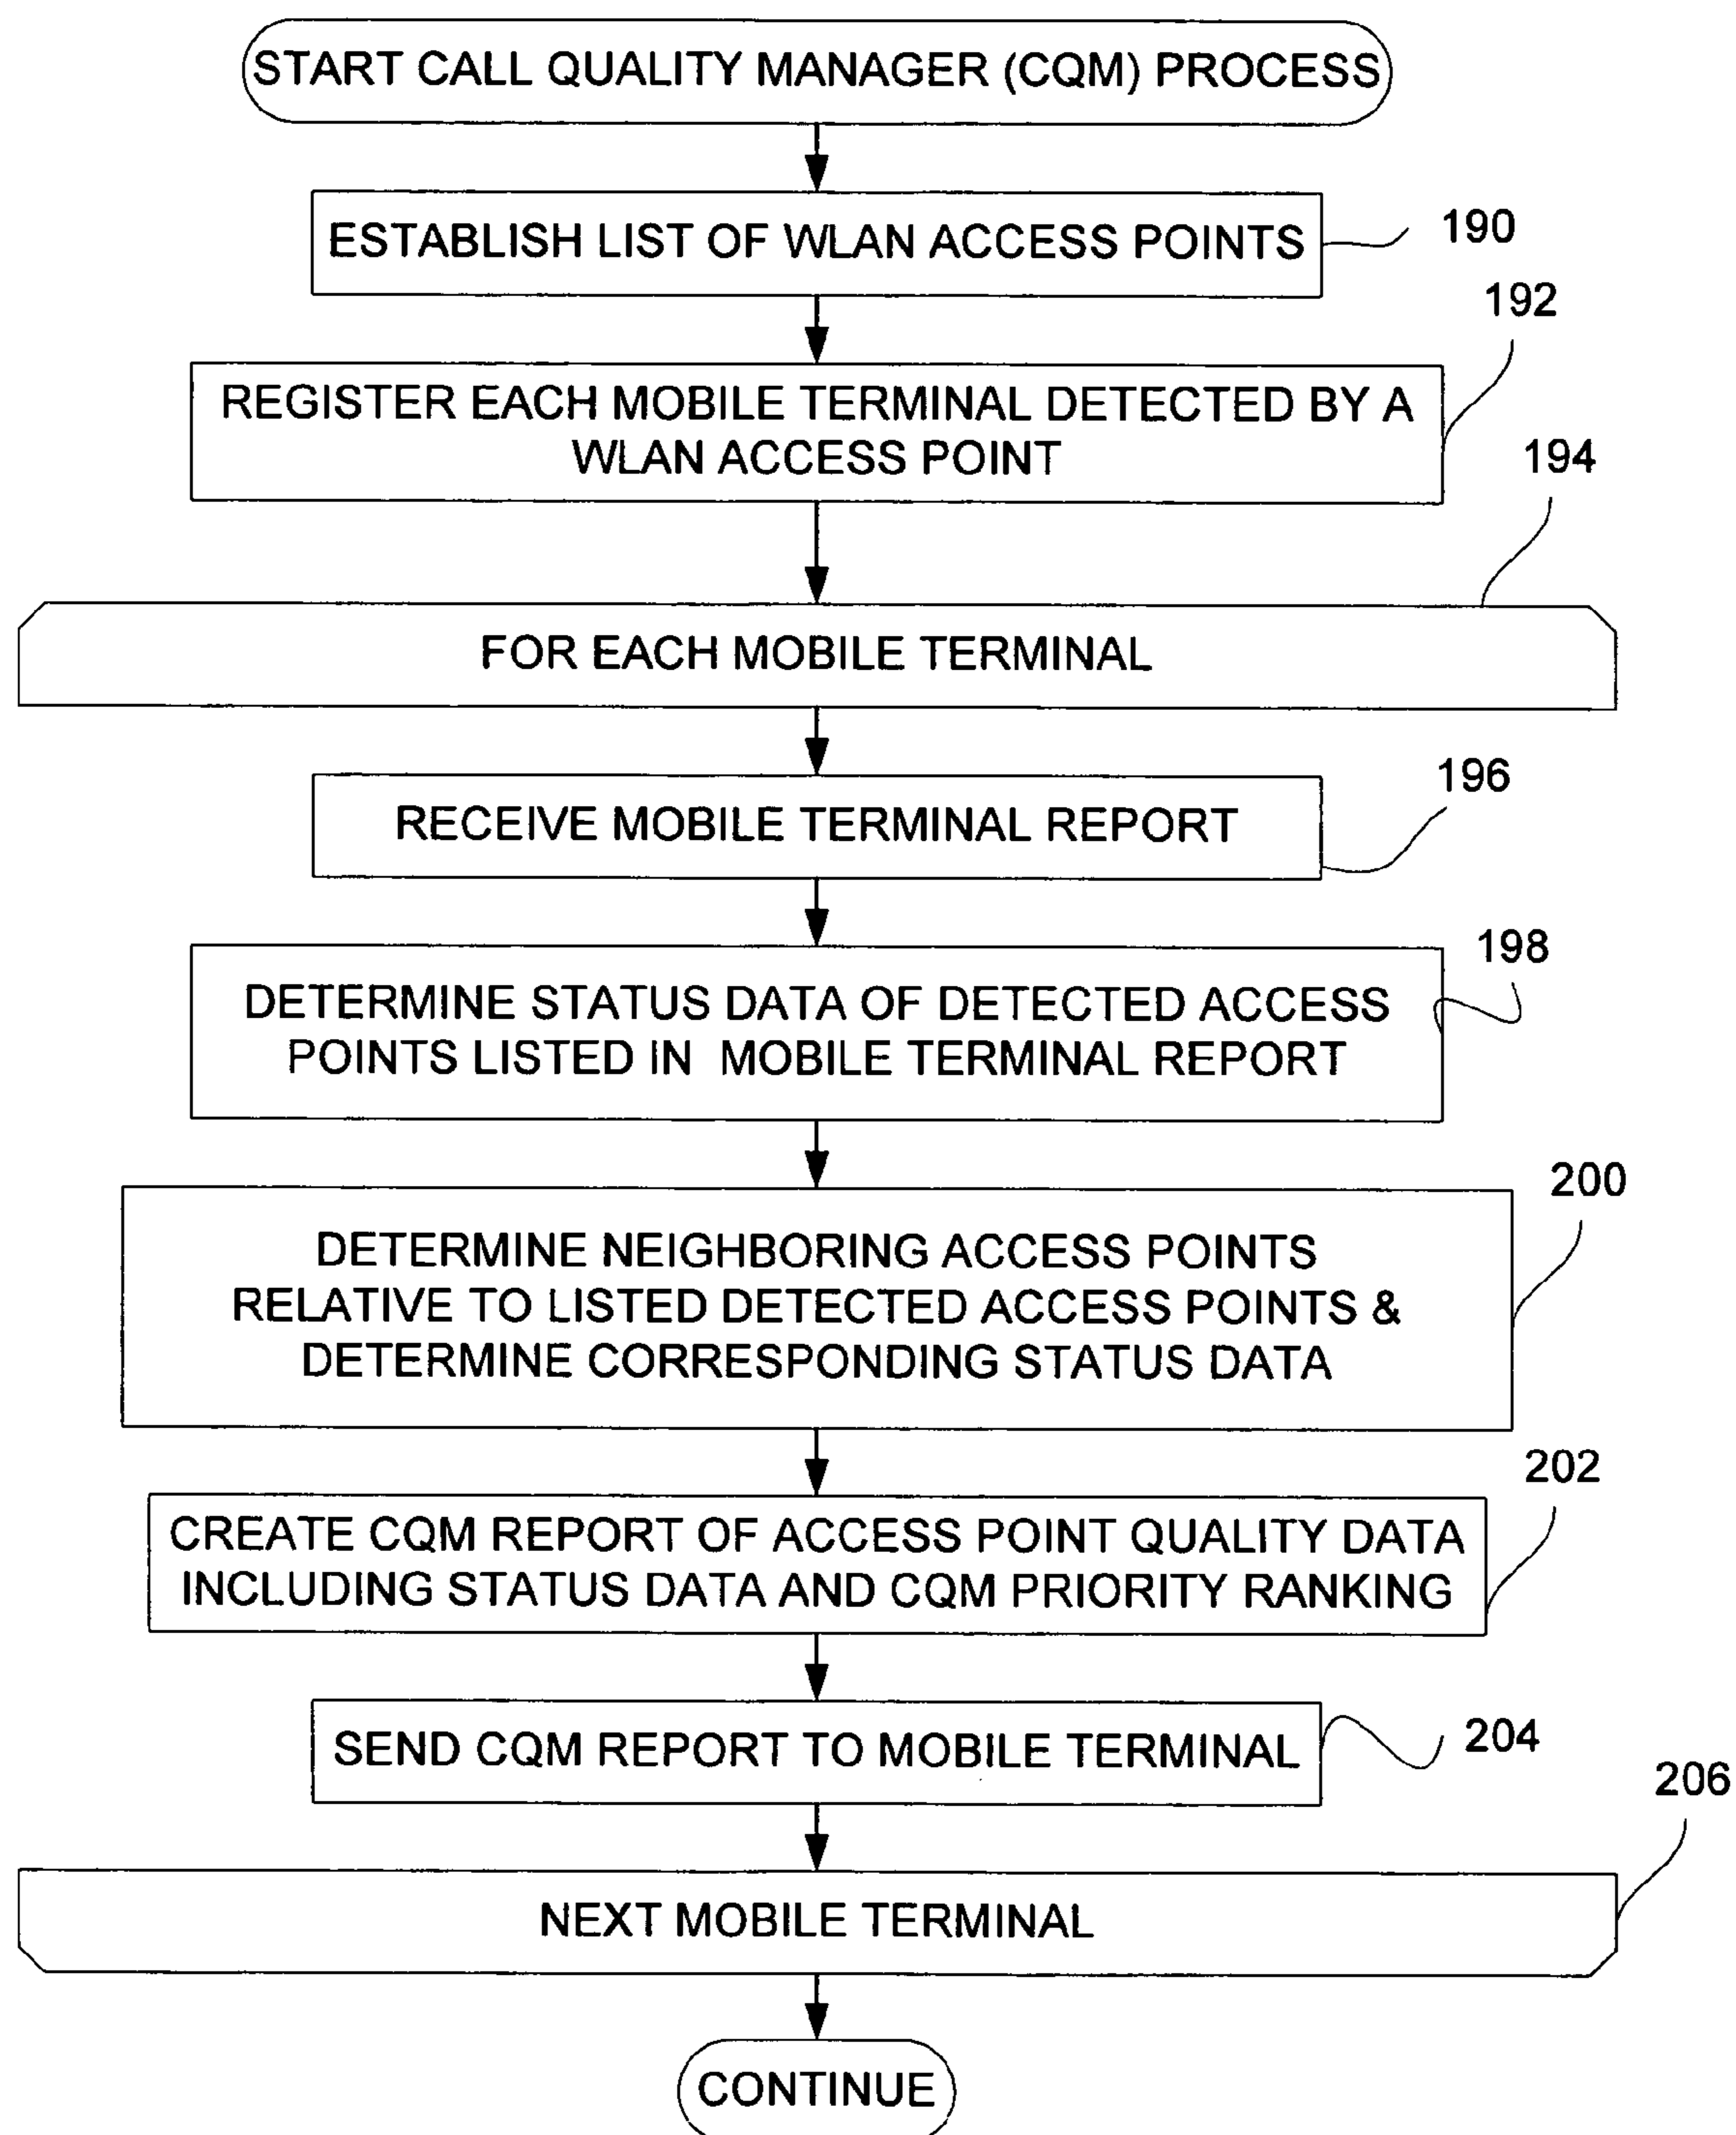 START CALL QUALITY MANAGER (CQM) PROCESS
ESTABLISH LIST OF WLAN ACCESS POINTS
190
192
REGISTER EACH MOBILE TERMINAL DETECTED BY A
WLAN ACCESS POINT
194
FOR EACH MOBILE TERMINAL
196
RECEIVE MOBILE TERMINAL REPORT
198
DETERMINE STATUS DATA OF DETECTED ACCESS
POINTS LISTED IN MOBILE TERMINAL REPORT
200
DETERMINE NEIGHBORING ACCESS POINTS
RELATIVE TO LISTED DETECTED ACCESS POINTS &
DETERMINE CORRESPONDING STATUS DATA
202
CREATE CQM REPORT OF ACCESS POINT QUALITY DATA
INCLUDING STATUS DATA AND CQM PRIORITY RANKING
SEND CQM REPORT TO MOBILE TERMINAL
204
206
NEXT MOBILE TERMINAL
CONTINUE